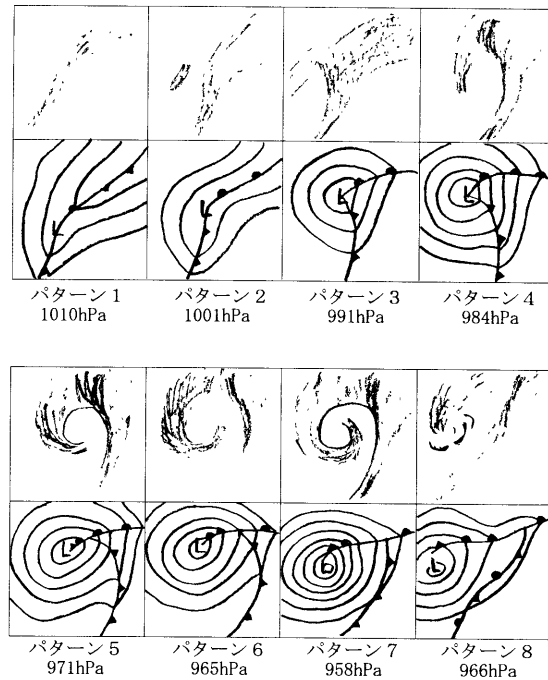 L L L L
パターン1 パターン2 パターン3 パターン4
1010hPa 1001hPa 991hPa 984hPa
L L L L
パターン5 パターン6 パターン7 パターン8
971hPa 965hPa 958hPa 966hPa